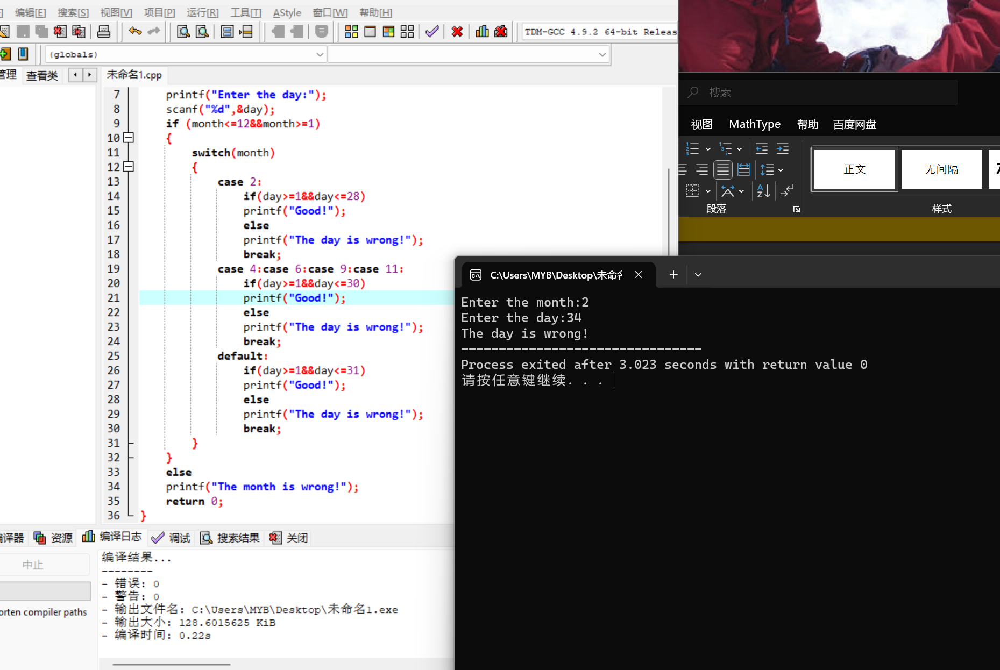 编辑[E] 搜索[S] 视图[V] 项目[P] 运行[R] 工具[T] AStyle 窗口[W] 帮助[H]
TDM-GCC 4.9.2 64-bit Releas
(globals)
管理 查看类 未命名1.cpp
7 printf("Enter the day:");
8 scanf("%d",&day);
9 if (month<=12&&month>=1)
10 {
11 switch(month)
12 {
13 case 2:
14 if(day>=1&&day<=28)
15 printf("Good!");
16 else
17 printf("The day is wrong!");
18 break;
19 case 4:case 6:case 9:case 11:
20 if(day>=1&&day<=30)
21 printf("Good!");
22 else
23 printf("The day is wrong!");
24 break;
25 default:
26 if(day>=1&&day<=31)
27 printf("Good!");
28 else
29 printf("The day is wrong!");
30 break;
31 }
32 }
33 else
34 printf("The month is wrong!");
35 return 0;
36 }
编译器 资源 编译日志 调试 搜索结果 关闭
中止
orten compiler paths
编译结果...
--------
- 错误: 0
- 警告: 0
- 输出文件名: C:\Users\MYB\Desktop\未命名1.exe
- 输出大小: 128.6015625 KiB
- 编译时间: 0.22s
搜索
视图 MathType 帮助 百度网盘
正文 无间隔
段落 样式
C:\Users\MYB\Desktop\未命名
Enter the month:2
Enter the day:34
The day is wrong!
--------------------------------
Process exited after 3.023 seconds with return value 0
请按任意键继续. . .